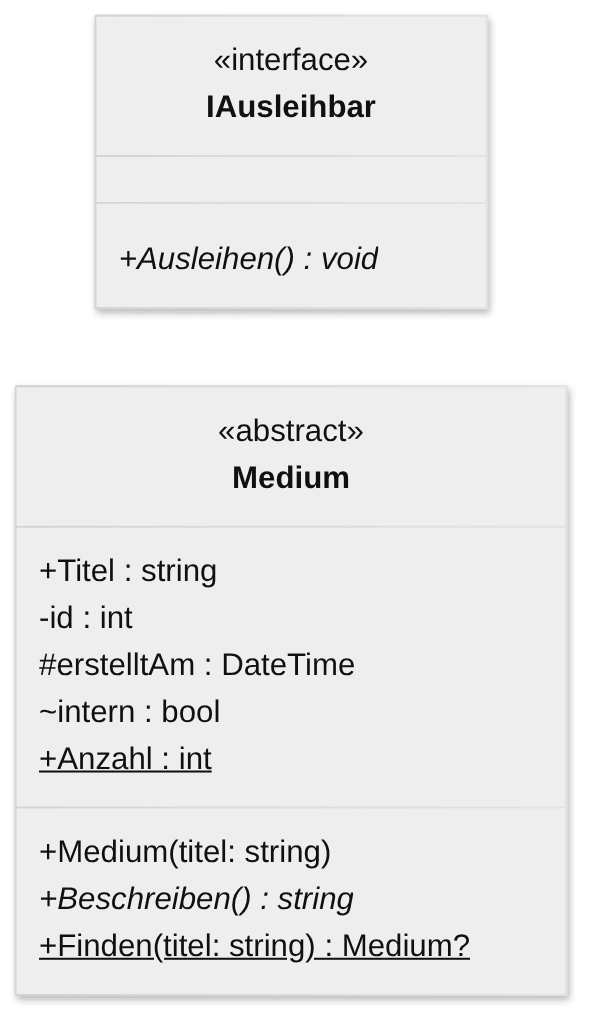 «interface»
IAusleihbar
+Ausleihen() : void
«abstract»
Medium
+Titel : string
-id : int
#erstelltAm : DateTime
~intern : bool
+Anzahl : int
+Medium(titel: string)
+Beschreiben() : string
+Finden(titel: string) : Medium?